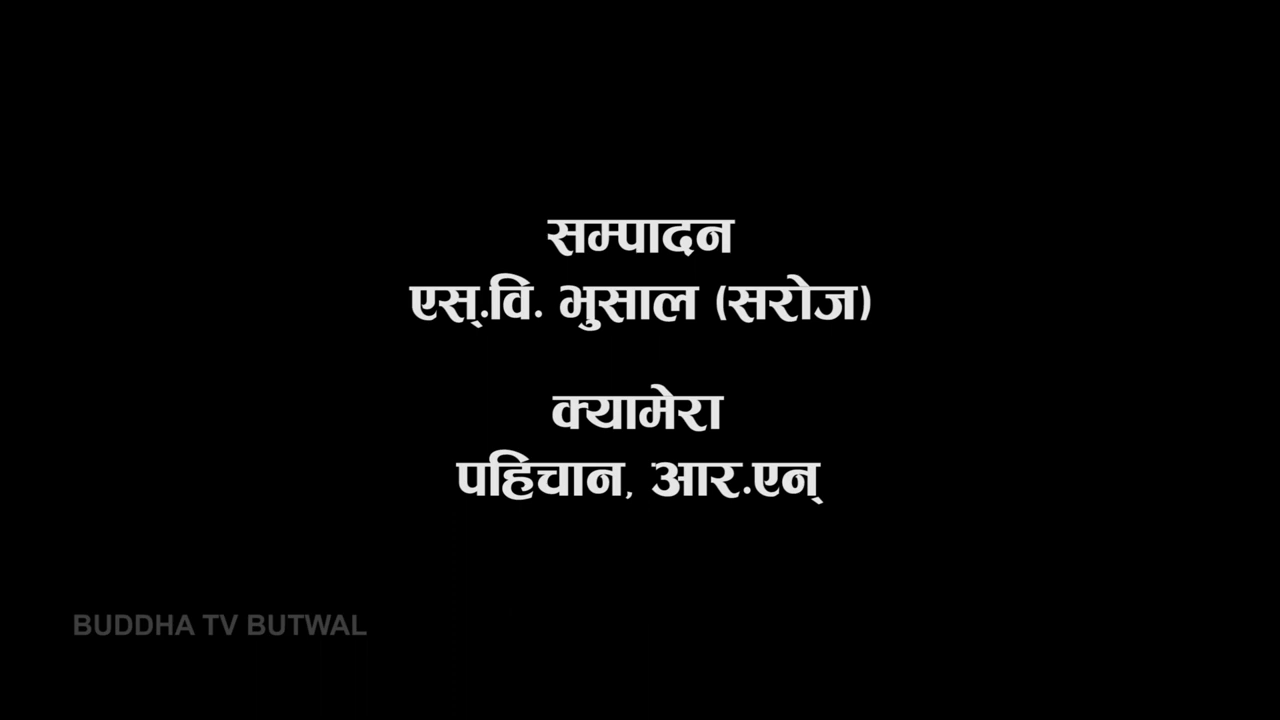 सम्पादन
एस्.वि. भुसाल (सरोज)
क्यामेरा
पहिचान, आर.एन्
BUDDHA TV BUTWAL